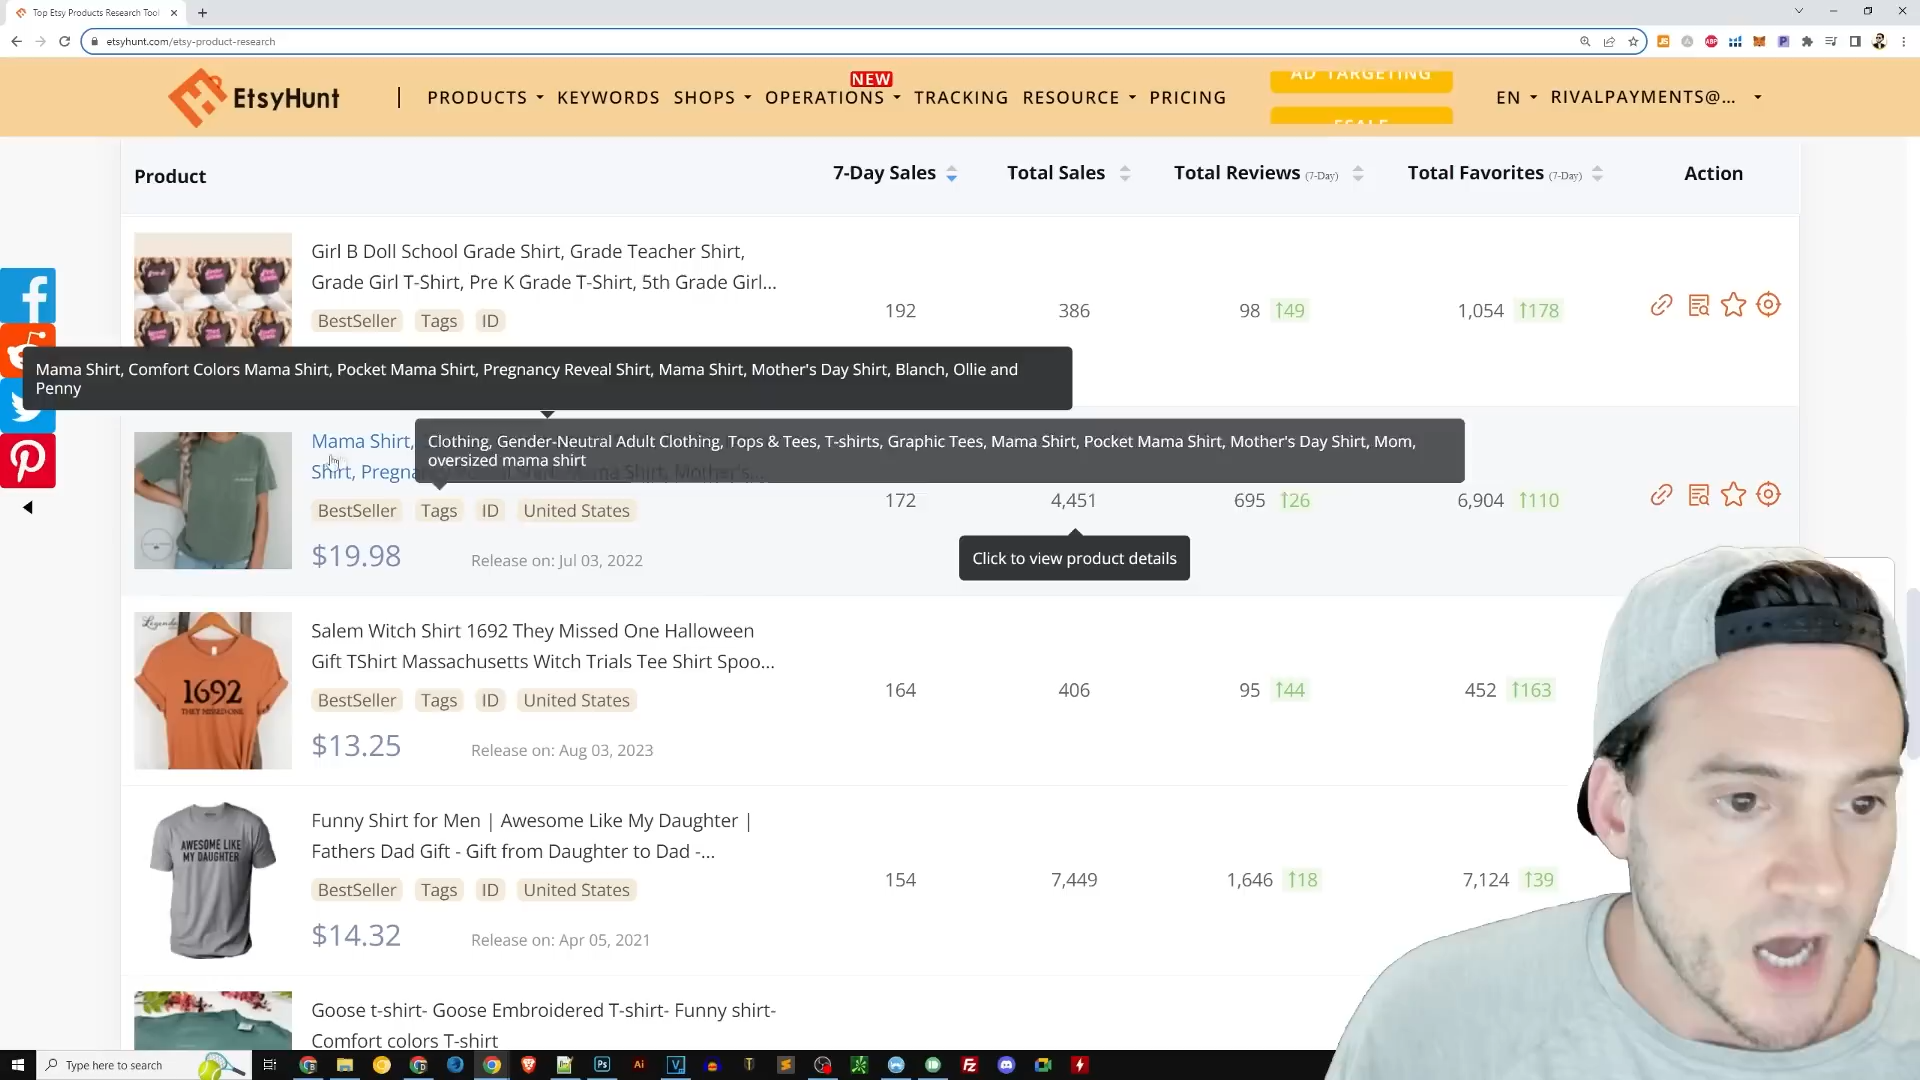 Top Etsy Products Research Tool
etsyhunt.com/etsy-product-research
EtsyHunt
PRODUCTS
KEYWORDS
SHOPS
OPERATIONS
NEW
TRACKING
RESOURCE
PRICING
AD TARGETING
ESALE
EN
RIVALPAYMENTS@...
Product
7-Day Sales
Total Sales
Total Reviews (7-Day)
Total Favorites (7-Day)
Action
Girl B Doll School Grade Shirt, Grade Teacher Shirt,
Grade Girl T-Shirt, Pre K Grade T-Shirt, 5th Grade Girl...
BestSeller Tags ID
192
386
98 ↑49
1,054 ↑178
Mama Shirt, Comfort Colors Mama Shirt, Pocket Mama Shirt, Pregnancy Reveal Shirt, Mama Shirt, Mother's Day Shirt, Blanch, Ollie and
Penny
Mama Shirt,
Shirt, Pregna
Mama Shirt, Mother's...
Clothing, Gender-Neutral Adult Clothing, Tops & Tees, T-shirts, Graphic Tees, Mama Shirt, Pocket Mama Shirt, Mother's Day Shirt, Mom,
oversized mama shirt
BestSeller Tags ID United States
$19.98
Release on: Jul 03, 2022
172
4,451
695 ↑26
6,904 ↑110
Click to view product details
1692
THEY MISSED ONE
Salem Witch Shirt 1692 They Missed One Halloween
Gift TShirt Massachusetts Witch Trials Tee Shirt Spoo...
BestSeller Tags ID United States
$13.25
Release on: Aug 03, 2023
164
406
95 ↑44
452 ↑163
AWESOME LIKE
MY DAUGHTER
Funny Shirt for Men | Awesome Like My Daughter |
Fathers Dad Gift - Gift from Daughter to Dad -...
BestSeller Tags ID United States
$14.32
Release on: Apr 05, 2021
154
7,449
1,646 ↑18
7,124 ↑39
Goose t-shirt- Goose Embroidered T-shirt- Funny shirt-
Comfort colors T-shirt
Type here to search